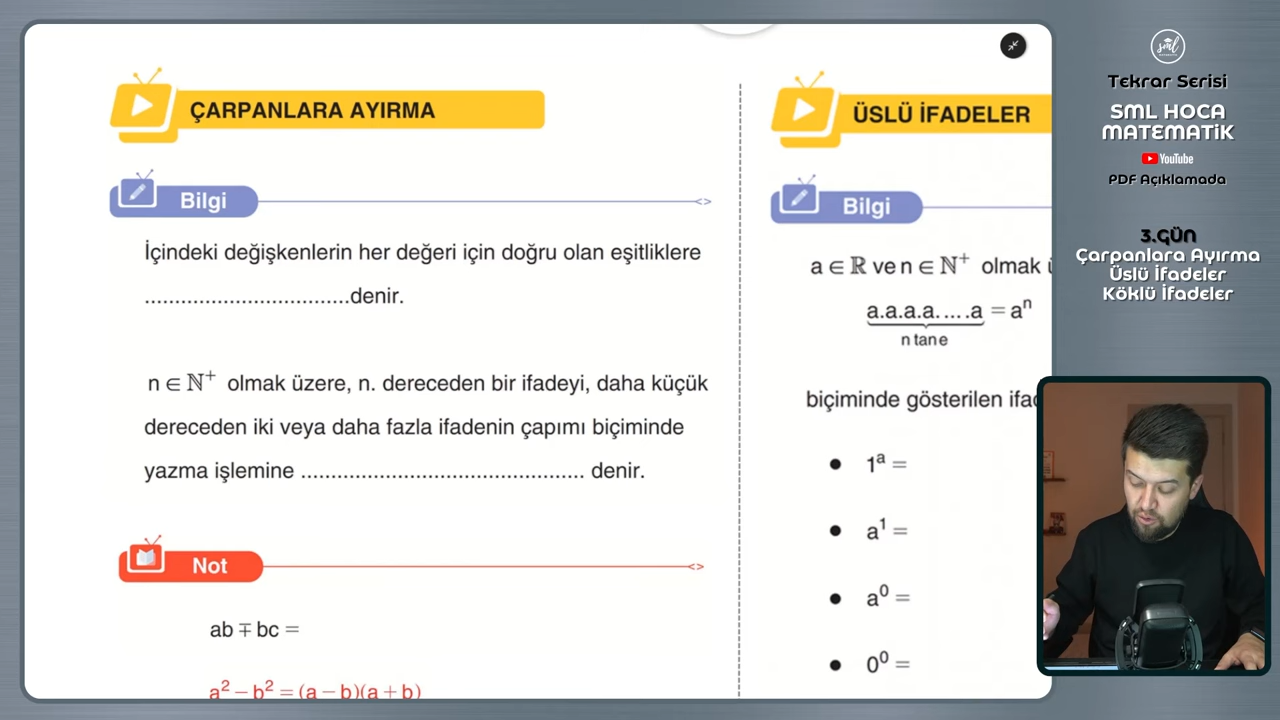 ÇARPANLARA AYIRMA
Bilgi
İçindeki değişkenlerin her değeri için doğru olan eşitliklere
..................................denir.
n ∈ ℕ⁺ olmak üzere, n. dereceden bir ifadeyi, daha küçük
dereceden iki veya daha fazla ifadenin çapımı biçiminde
yazma işlemine ............................................... denir.
Not
ab ∓ bc =
a² – b² = (a – b)(a + b)
ÜSLÜ İFADELER
Bilgi
a ∈ ℝ ve n ∈ ℕ⁺ olmak
a.a.a.a. ... .a = aⁿ
n tane
biçiminde gösterilen
• 1ᵃ =
• a¹ =
• a⁰ =
• 0⁰ =
sml
Tekrar Serisi
SML HOCA
MATEMATİK
YouTube
PDF Açıklamada
3.GÜN
Çarpanlara Ayırma
Üslü İfadeler
Köklü İfadeler